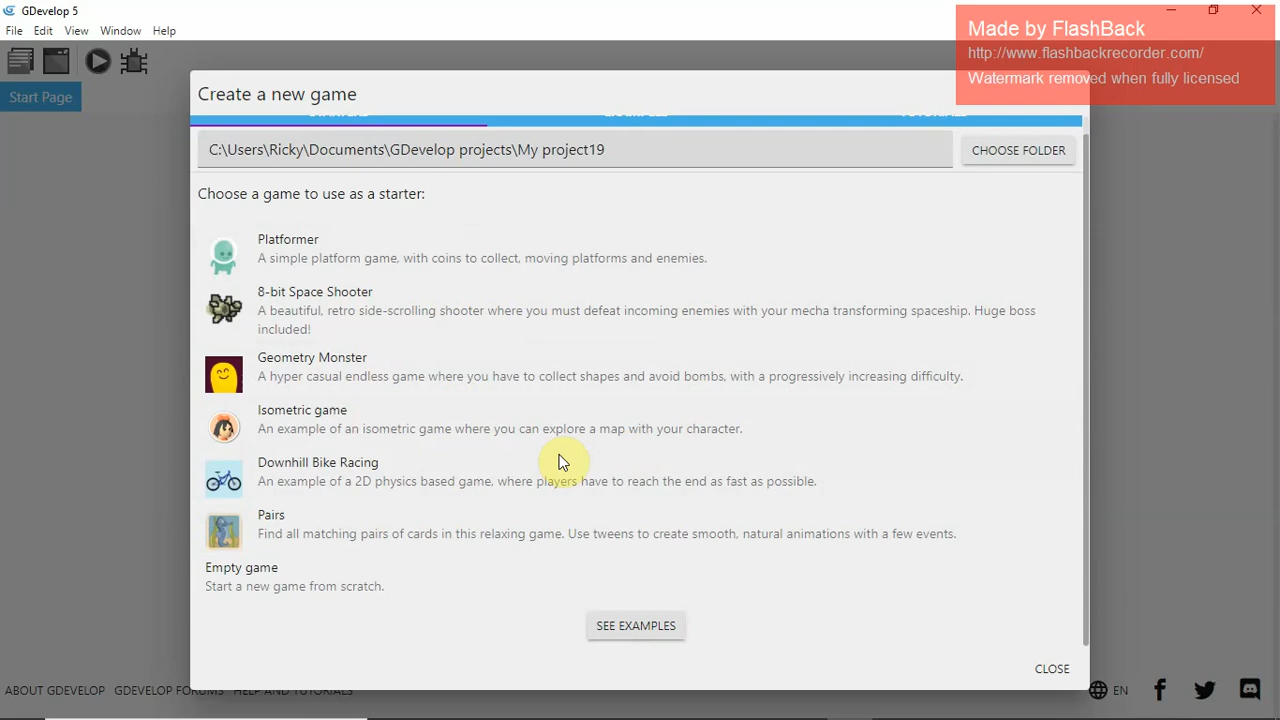 GDevelop 5
File Edit View Window Help
Made by FlashBack
http://www.flashbackrecorder.com/
Watermark removed when fully licensed
Start Page
Create a new game
STARTERS EXAMPLES TUTORIALS
C:\Users\Ricky\Documents\GDevelop projects\My project19
CHOOSE FOLDER
Choose a game to use as a starter:
Platformer
A simple platform game, with coins to collect, moving platforms and enemies.
8-bit Space Shooter
A beautiful, retro side-scrolling shooter where you must defeat incoming enemies with your mecha transforming spaceship. Huge boss
included!
Geometry Monster
A hyper casual endless game where you have to collect shapes and avoid bombs, with a progressively increasing difficulty.
Isometric game
An example of an isometric game where you can explore a map with your character.
Downhill Bike Racing
An example of a 2D physics based game, where players have to reach the end as fast as possible.
Pairs
Find all matching pairs of cards in this relaxing game. Use tweens to create smooth, natural animations with a few events.
Empty game
Start a new game from scratch.
SEE EXAMPLES
CLOSE
ABOUT GDEVELOP GDEVELOP FORUMS HELP AND TUTORIALS
EN